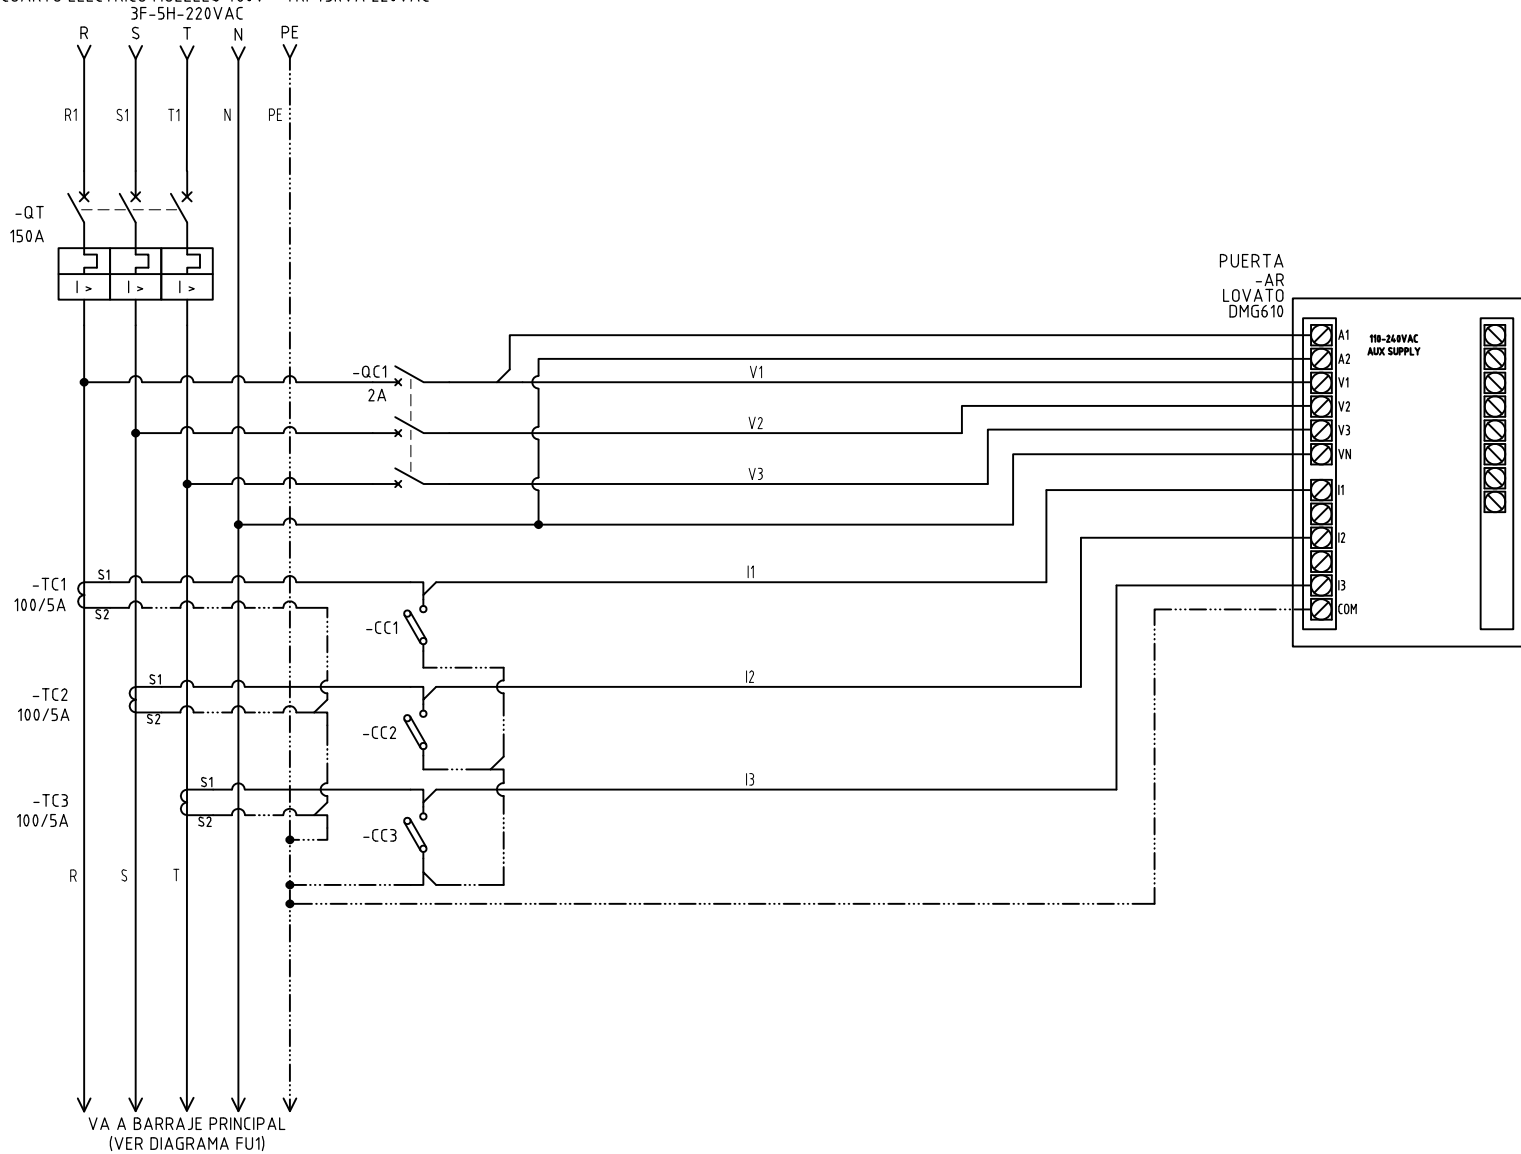 3F-5H-220VAC
R S T N PE
R1 S1 T1 N PE
-QT
150A
I > I > I >
PUERTA
-AR
LOVATO
DMG610
A1
110-240VAC
AUX SUPPLY
A2
V1
V2
V3
VN
I1
I2
I3
COM
-QC1
2A
V1
V2
V3
-TC1
100/5A
S1
S2
I1
-CC1
-TC2
100/5A
S1
S2
I2
-CC2
-TC3
100/5A
S1
S2
I3
-CC3
R S T
VA A BARRAJE PRINCIPAL
(VER DIAGRAMA FU1)